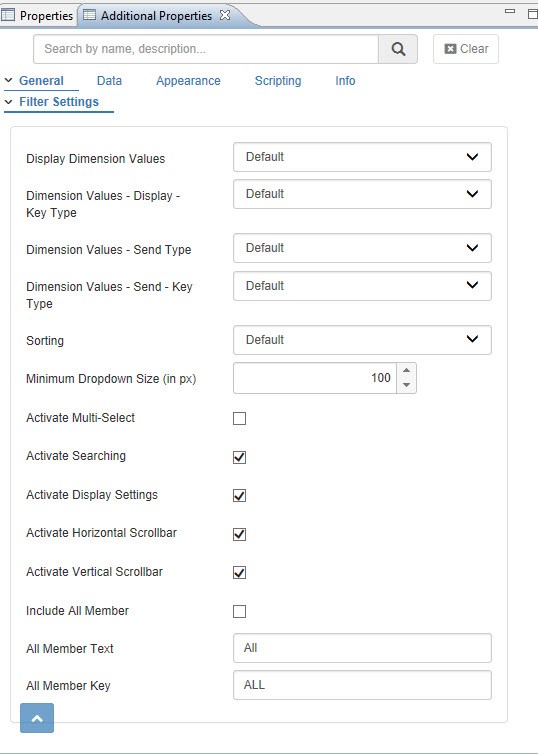 Properties Additional Properties
Search by name, description... Clear
General Data Appearance Scripting Info
Filter Settings
Display Dimension Values Default
Dimension Values - Display - Default
Key Type
Dimension Values - Send Type Default
Dimension Values - Send - Key Default
Type
Sorting Default
Minimum Dropdown Size (in px) 100
Activate Multi-Select
Activate Searching
Activate Display Settings
Activate Horizontal Scrollbar
Activate Vertical Scrollbar
Include All Member
All Member Text All
All Member Key ALL